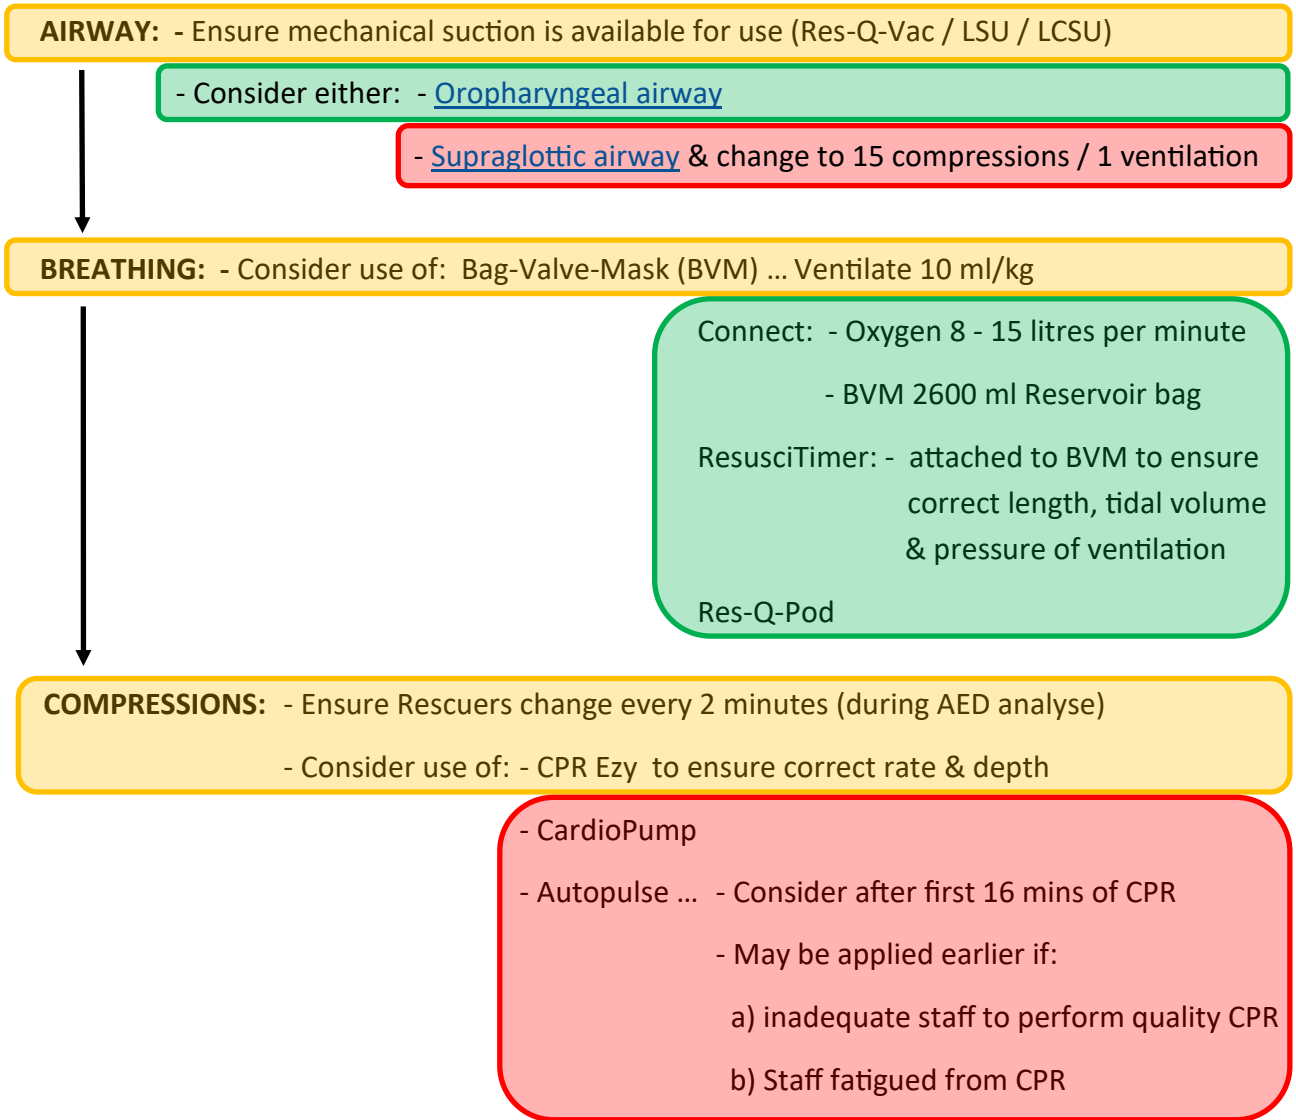 AIRWAY: - Ensure mechanical suction is available for use (Res-Q-Vac / LSU / LCSU)
- Consider either: - Oropharyngeal airway
- Supraglottic airway & change to 15 compressions / 1 ventilation
BREATHING: - Consider use of: Bag-Valve-Mask (BVM) ... Ventilate 10 ml/kg
Connect: - Oxygen 8 - 15 litres per minute
- BVM 2600 ml Reservoir bag
ResusciTimer: - attached to BVM to ensure
correct length, tidal volume
& pressure of ventilation
Res-Q-Pod
COMPRESSIONS: - Ensure Rescuers change every 2 minutes (during AED analyse)
- Consider use of: - CPR Ezy to ensure correct rate & depth
- CardioPump
- Autopulse ... - Consider after first 16 mins of CPR
- May be applied earlier if:
a) inadequate staff to perform quality CPR
b) Staff fatigued from CPR